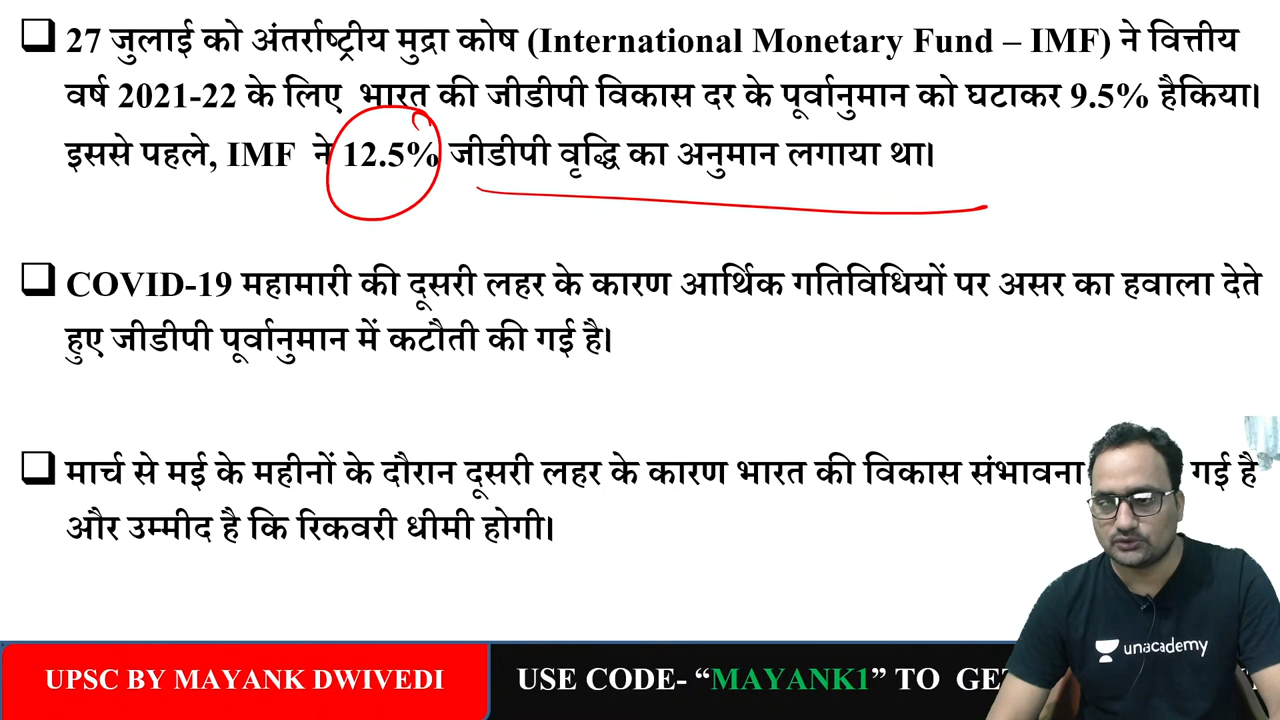 27 जुलाई को अंतर्राष्ट्रीय मुद्रा कोष (International Monetary Fund – IMF) ने वित्तीय
वर्ष 2021-22 के लिए भारत की जीडीपी विकास दर के पूर्वानुमान को घटाकर 9.5% हैकिया।
इससे पहले, IMF ने 12.5% जीडीपी वृद्धि का अनुमान लगाया था।
COVID-19 महामारी की दूसरी लहर के कारण आर्थिक गतिविधियों पर असर का हवाला देते
हुए जीडीपी पूर्वानुमान में कटौती की गई है।
मार्च से मई के महीनों के दौरान दूसरी लहर के कारण भारत की विकास संभावना गई है
और उम्मीद है कि रिकवरी धीमी होगी।
unacademy
UPSC BY MAYANK DWIVEDI
USE CODE- “MAYANK1” TO GET